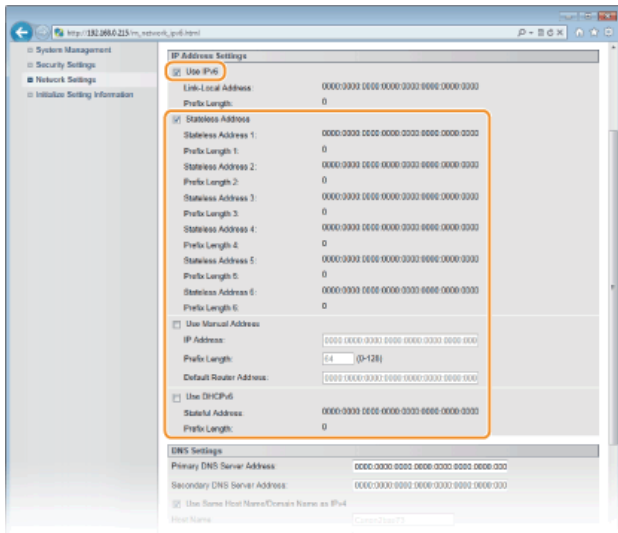 http://192.168.0.215/m_network_ipv6.html
System Management
Security Settings
Network Settings
Initialize Setting Information
IP Address Settings
Use IPv6
Link-Local Address: 0000:0000:0000:0000:0000:0000:0000:0000
Prefix Length: 0
Stateless Address
Stateless Address 1: 0000:0000:0000:0000:0000:0000:0000:0000
Prefix Length 1: 0
Stateless Address 2: 0000:0000:0000:0000:0000:0000:0000:0000
Prefix Length 2: 0
Stateless Address 3: 0000:0000:0000:0000:0000:0000:0000:0000
Prefix Length 3: 0
Stateless Address 4: 0000:0000:0000:0000:0000:0000:0000:0000
Prefix Length 4: 0
Stateless Address 5: 0000:0000:0000:0000:0000:0000:0000:0000
Prefix Length 5: 0
Stateless Address 6: 0000:0000:0000:0000:0000:0000:0000:0000
Prefix Length 6: 0
Use Manual Address
IP Address: 0000:0000:0000:0000:0000:0000:0000:000
Prefix Length: 64 (0-128)
Default Router Address: 0000:0000:0000:0000:0000:0000:0000:000
Use DHCPv6
Stateful Address: 0000:0000:0000:0000:0000:0000:0000:0000
Prefix Length: 0
DNS Settings
Primary DNS Server Address: 0000:0000:0000:0000:0000:0000:0000:000
Secondary DNS Server Address: 0000:0000:0000:0000:0000:0000:0000:000
Use Same Host Name/Domain Name as IPv4
Host Name